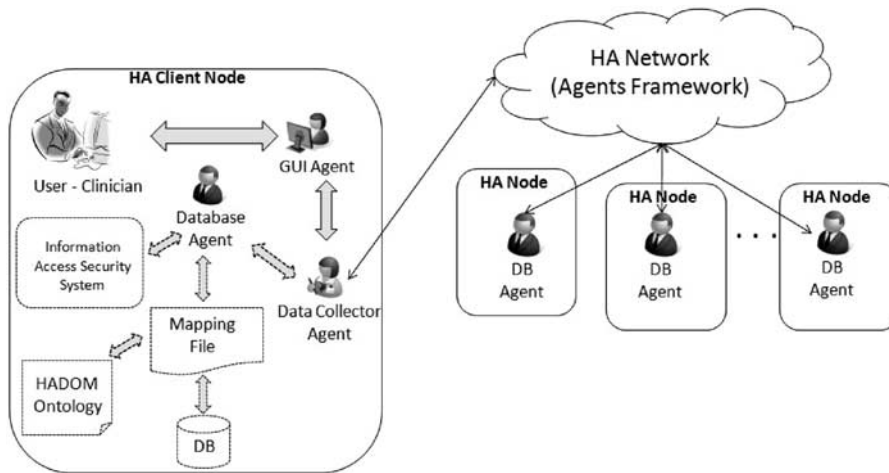 HA Client Node
User - Clinician
GUI Agent
Database
Agent
Information
Access Security
System
Data Collector
Agent
Mapping
File
HADOM
Ontology
DB
HA Network
(Agents Framework)
HA Node
DB
Agent
HA Node
DB
Agent
. . .
HA Node
DB
Agent